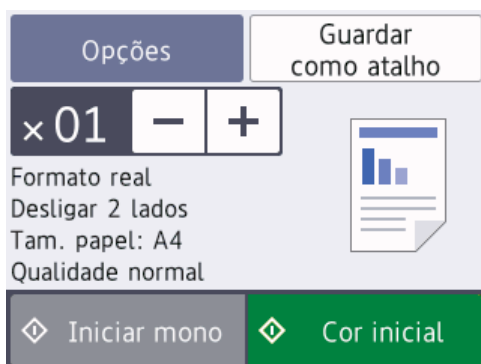 Opções
Guardar
como atalho
×01 − +
Formato real
Desligar 2 lados
Tam. papel: A4
Qualidade normal
Iniciar mono
Cor inicial